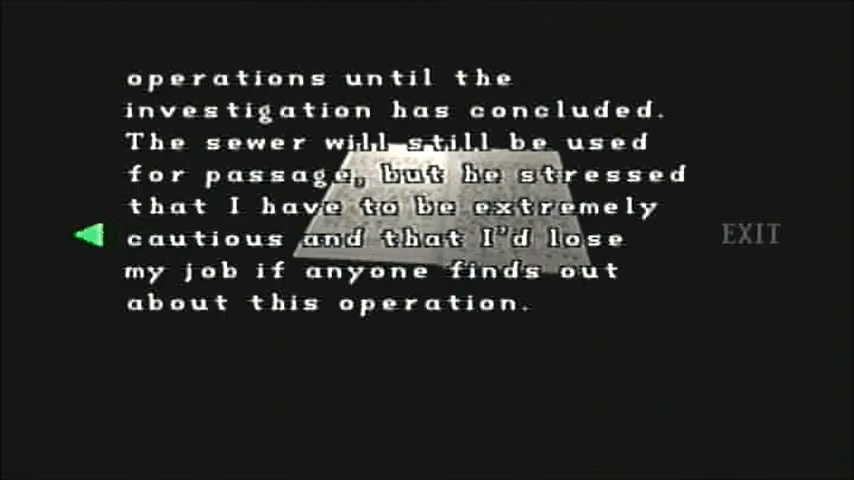 operations until the
investigation has concluded.
The sewer will still be used
for passage, but he stressed
that I have to be extremely
cautious and that I'd lose
my job if anyone finds out
about this operation.
EXIT